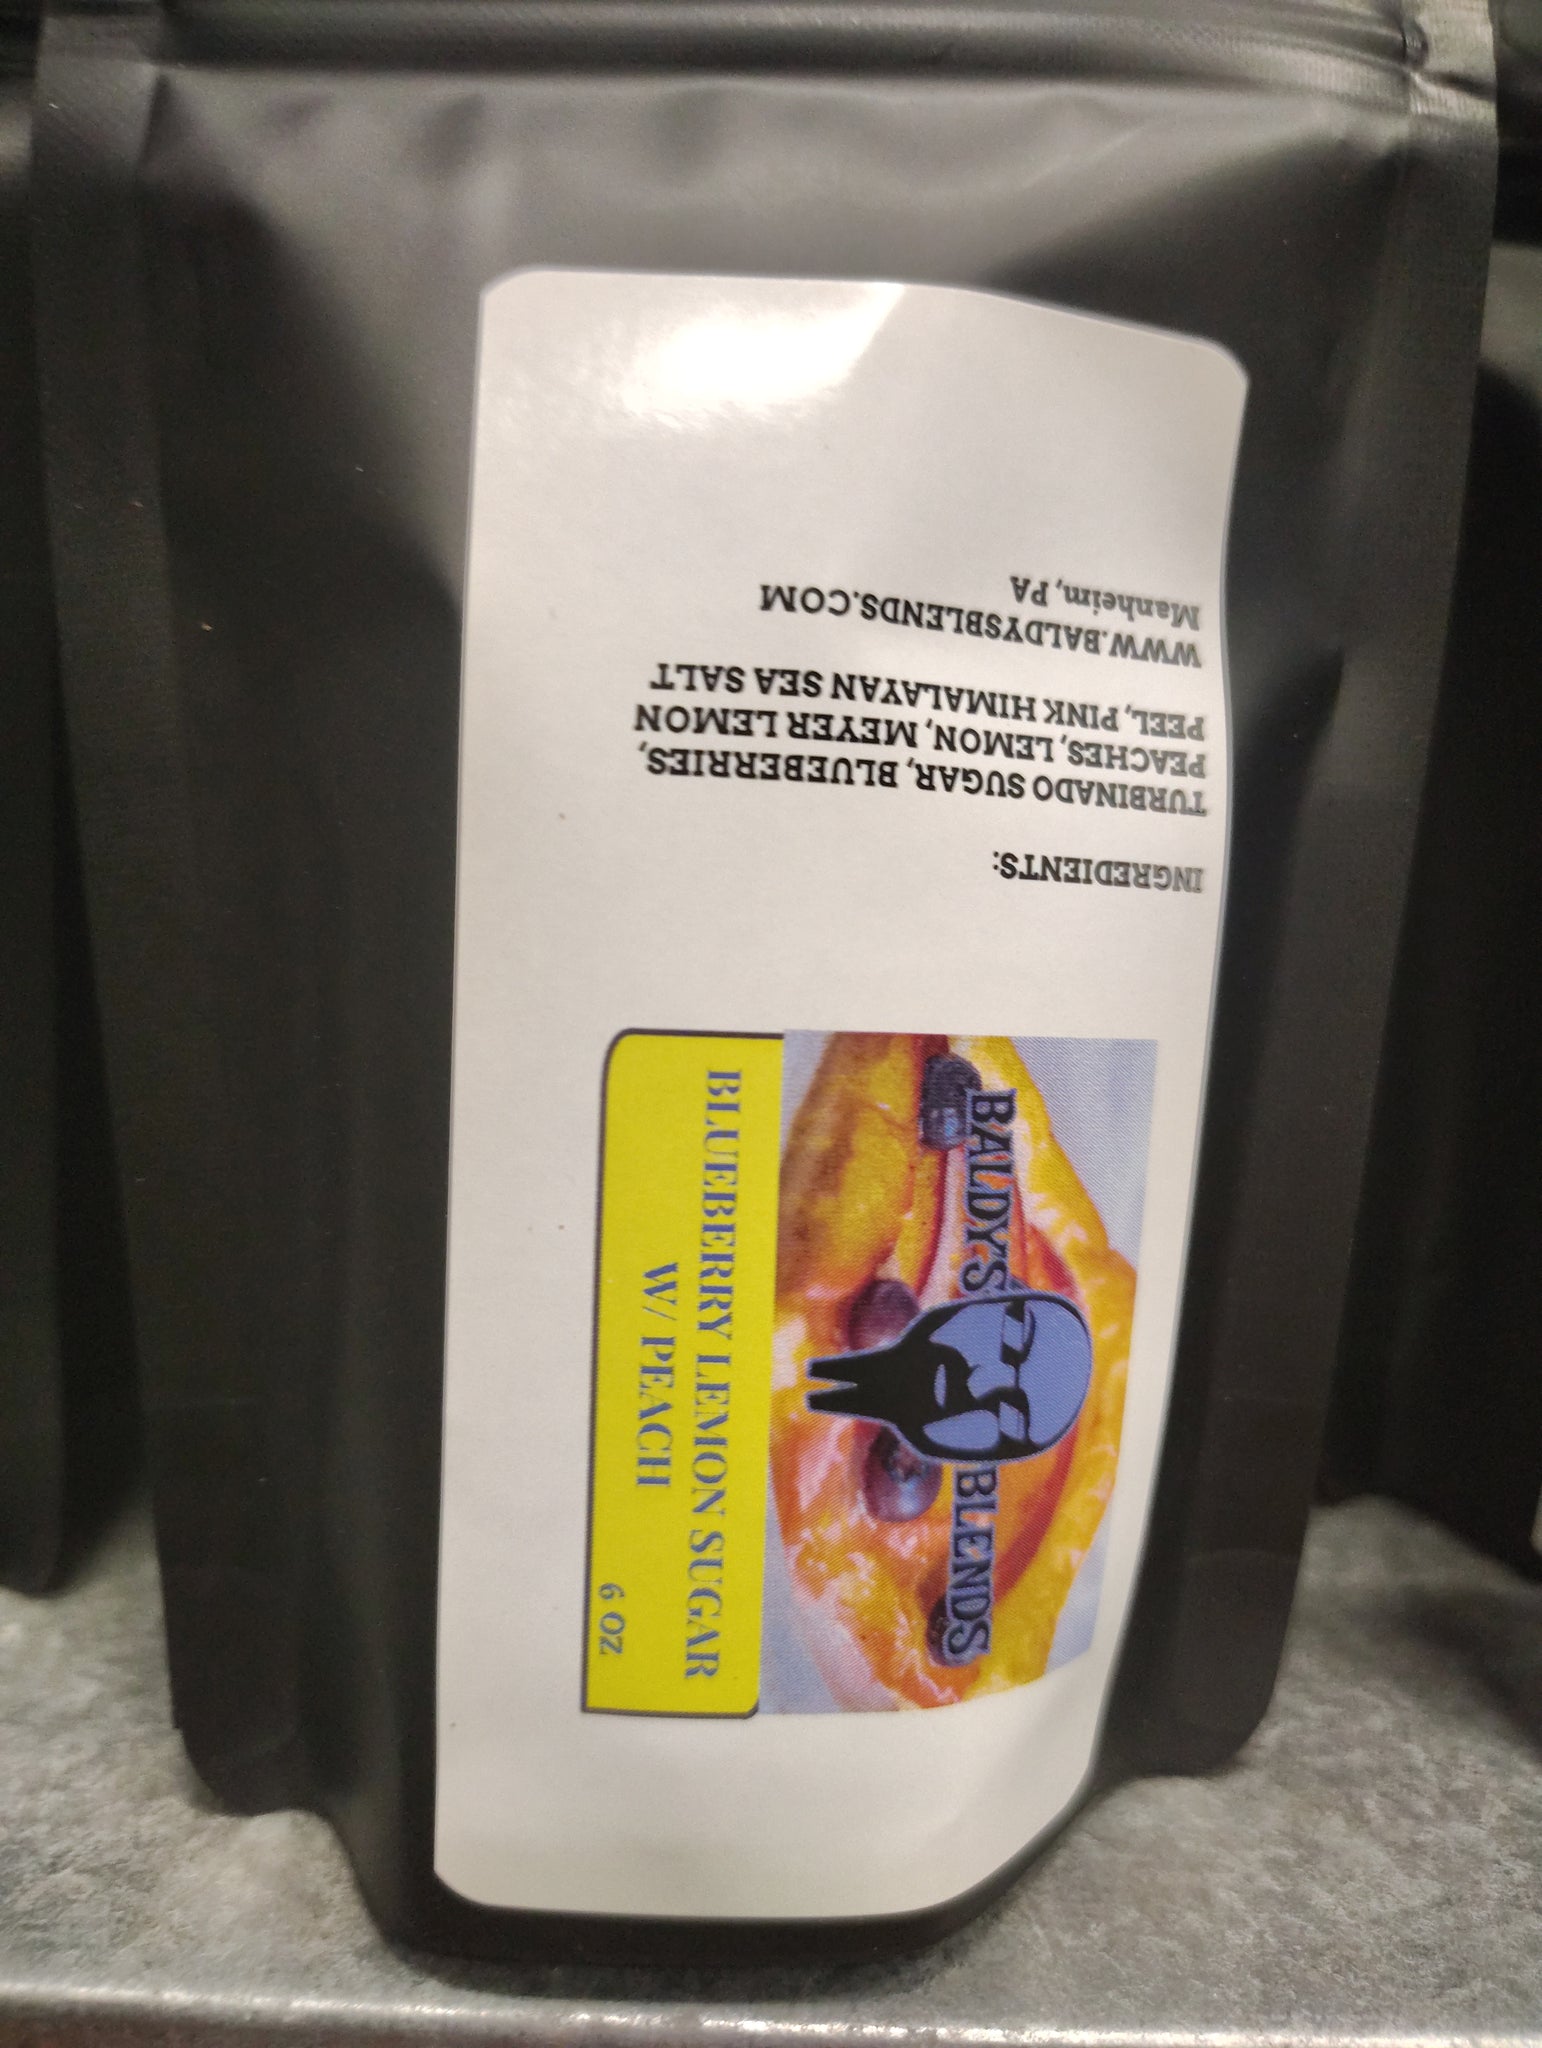 BALDY'S BLENDS
BLUEBERRY LEMON SUGAR
W/ PEACH
6 OZ
INGREDIENTS:
TURBINADO SUGAR, BLUEBERRIES,
PEACHES, LEMON, MEYER LEMON
PEEL, PINK HIMALAYAN SEA SALT
WWW.BALDYSBLENDS.COM
Manheim, PA